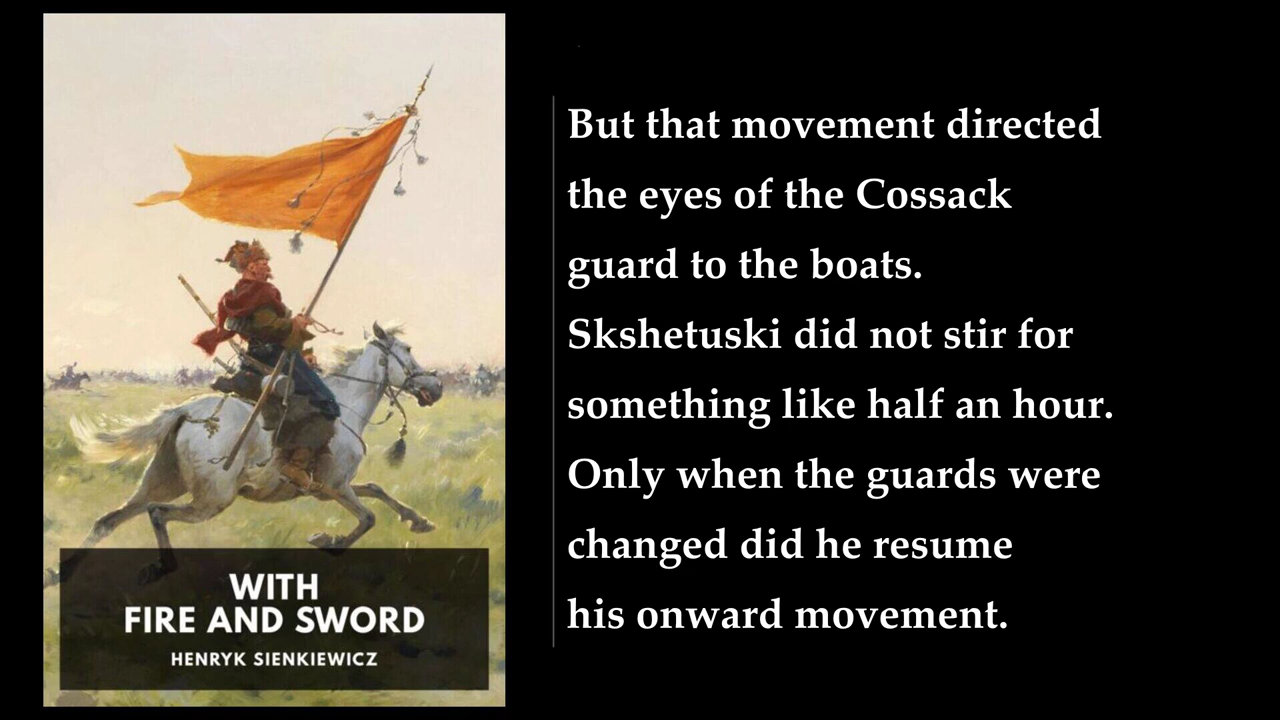 WITH
FIRE AND SWORD
HENRYK SIENKIEWICZ
But that movement directed
the eyes of the Cossack
guard to the boats.
Skshetuski did not stir for
something like half an hour.
Only when the guards were
changed did he resume
his onward movement.